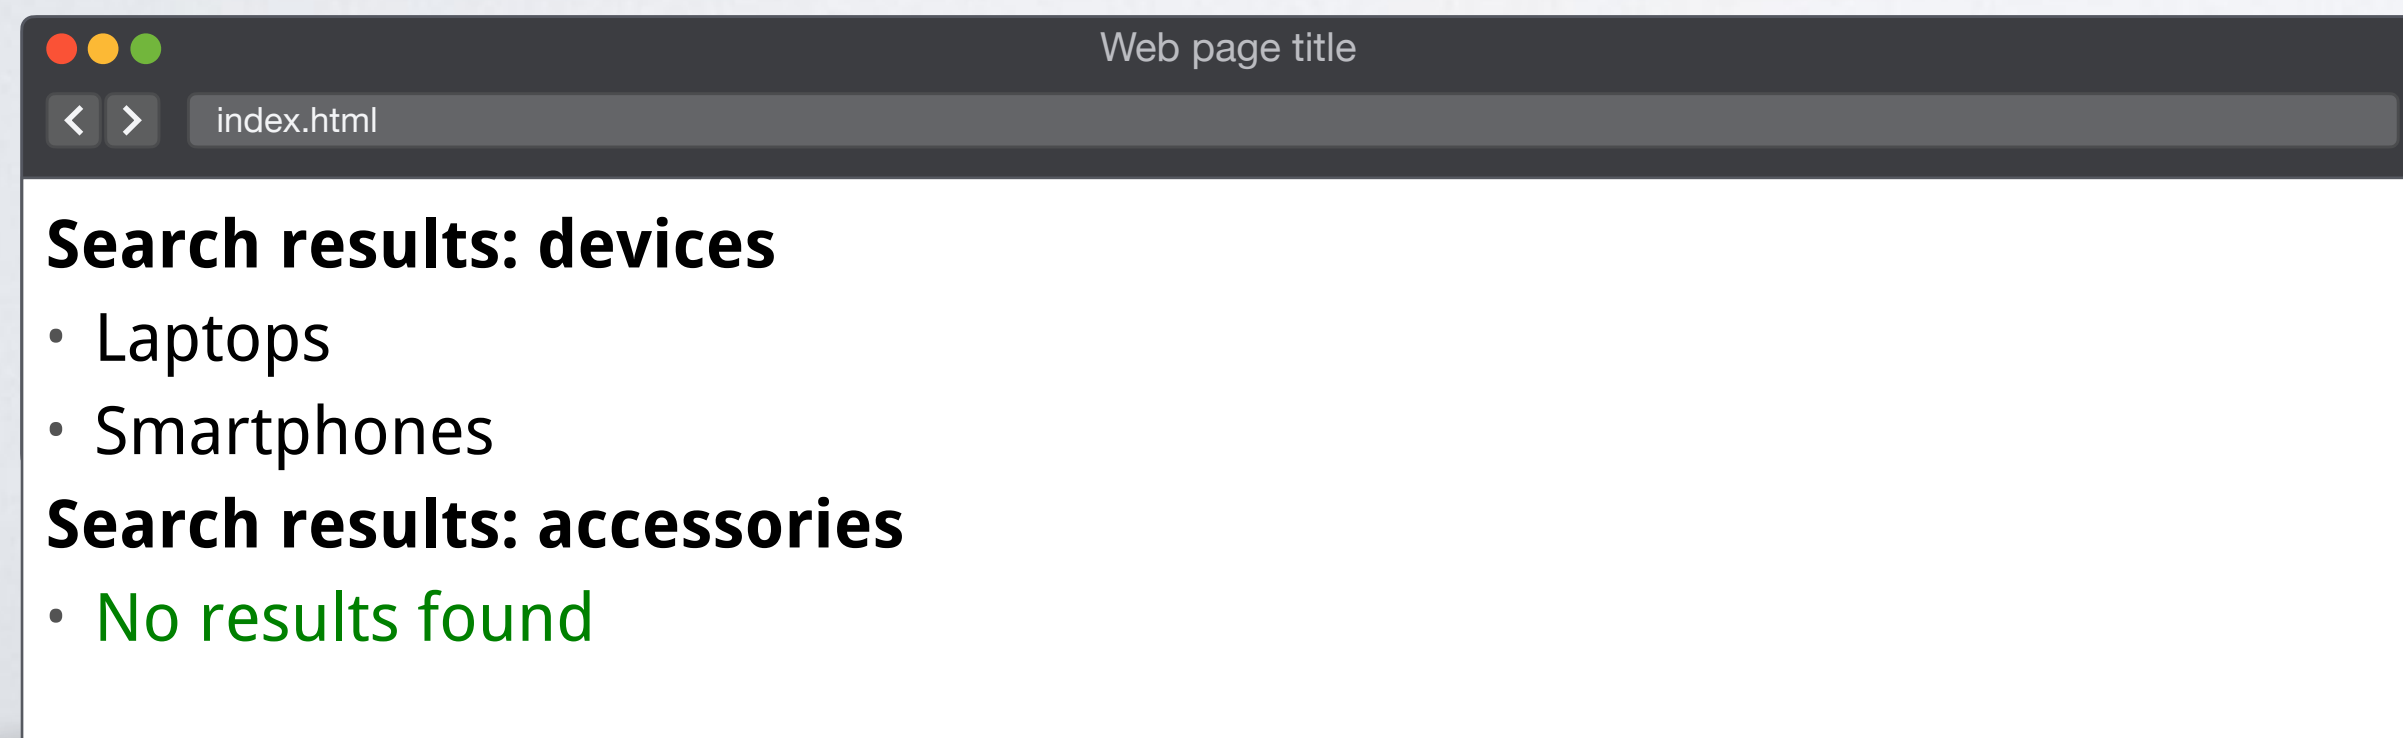 Web page title
index.html
Search results: devices
• Laptops
• Smartphones
Search results: accessories
• No results found